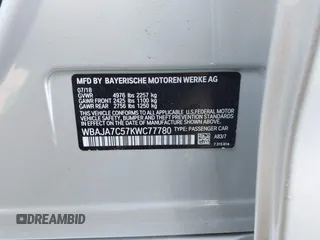 MFD BY BAYERISCHE MOTOREN WERKE AG
07/18
GVWR 4976 lbs 2257 kg
GAWR FRONT 2425 lbs 1100 kg
GAWR REAR 2756 lbs 1250 kg
THIS VEHICLE CONFORMS TO ALL APPLICABLE U.S. FEDERAL MOTOR
VEHICLE SAFETY, BUMPER AND THEFT PREVENTION STANDARDS IN
EFFECT ON THE DATE OF MANUFACTURE SHOWN ABOVE.
WBAJA7C57KWC77780 TYPE: PASSENGER CAR
A83/7
DREAMBID